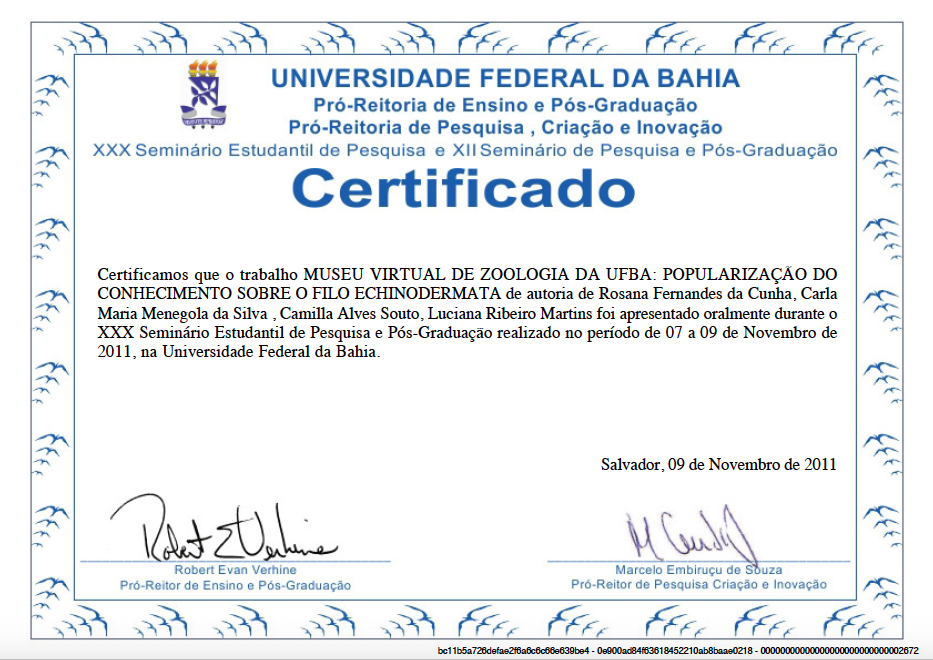 UNIVERSIDADE FEDERAL DA BAHIA
Pró-Reitoria de Ensino e Pós-Graduação
Pró-Reitoria de Pesquisa , Criação e Inovação
XXX Seminário Estudantil de Pesquisa e XII Seminário de Pesquisa e Pós-Graduação
Certificado
Certificamos que o trabalho MUSEU VIRTUAL DE ZOOLOGIA DA UFBA: POPULARIZAÇÃO DO
CONHECIMENTO SOBRE O FILO ECHINODERMATA de autoria de Rosana Fernandes da Cunha, Carla
Maria Menegola da Silva , Camilla Alves Souto, Luciana Ribeiro Martins foi apresentado oralmente durante o
XXX Seminário Estudantil de Pesquisa e Pós-Graduação realizado no período de 07 a 09 de Novembro de
2011, na Universidade Federal da Bahia.
Salvador, 09 de Novembro de 2011
Robert E Verhine
Robert Evan Verhine
Pró-Reitor de Ensino e Pós-Graduação
Marcelo Embiruçu de Souza
Pró-Reitor de Pesquisa Criação e Inovação